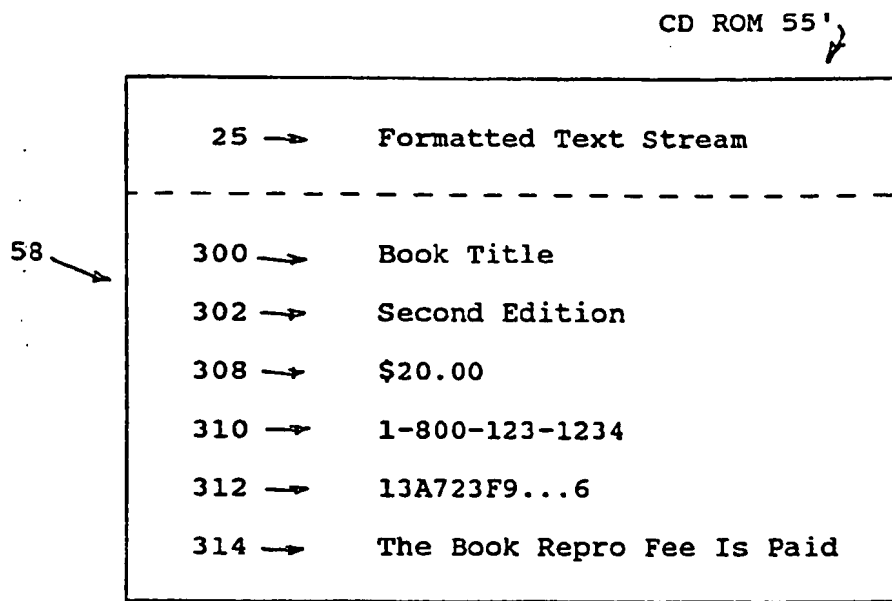 CD ROM 55'
25 → Formatted Text Stream
58
300 → Book Title
302 → Second Edition
308 → $20.00
310 → 1-800-123-1234
312 → 13A723F9...6
314 → The Book Repro Fee Is Paid